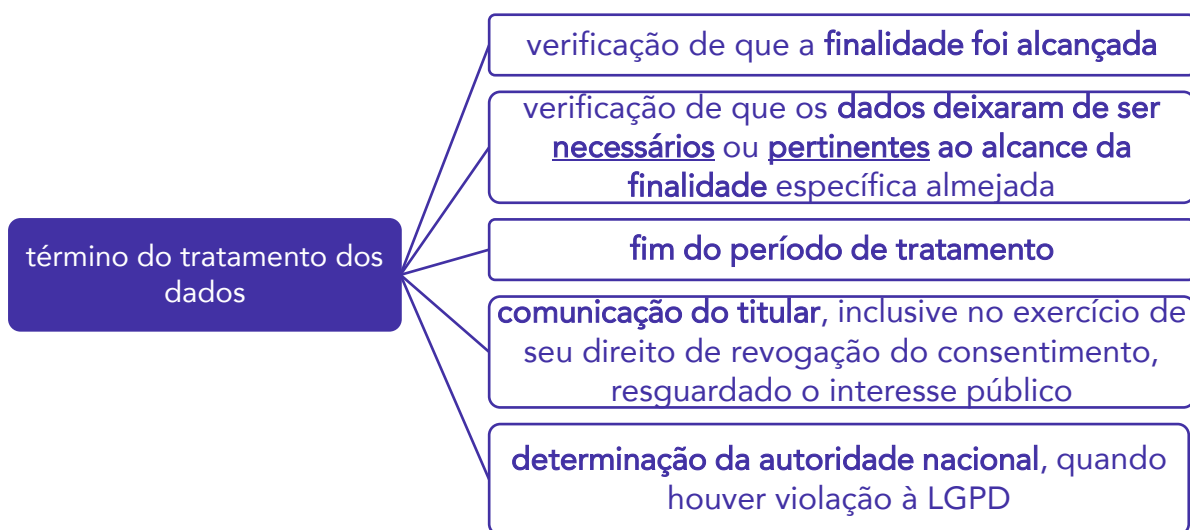 término do tratamento dos
dados
verificação de que a finalidade foi alcançada
verificação de que os dados deixaram de ser
necessários ou pertinentes ao alcance da
finalidade específica almejada
fim do período de tratamento
comunicação do titular, inclusive no exercício de
seu direito de revogação do consentimento,
resguardado o interesse público
determinação da autoridade nacional, quando
houver violação à LGPD